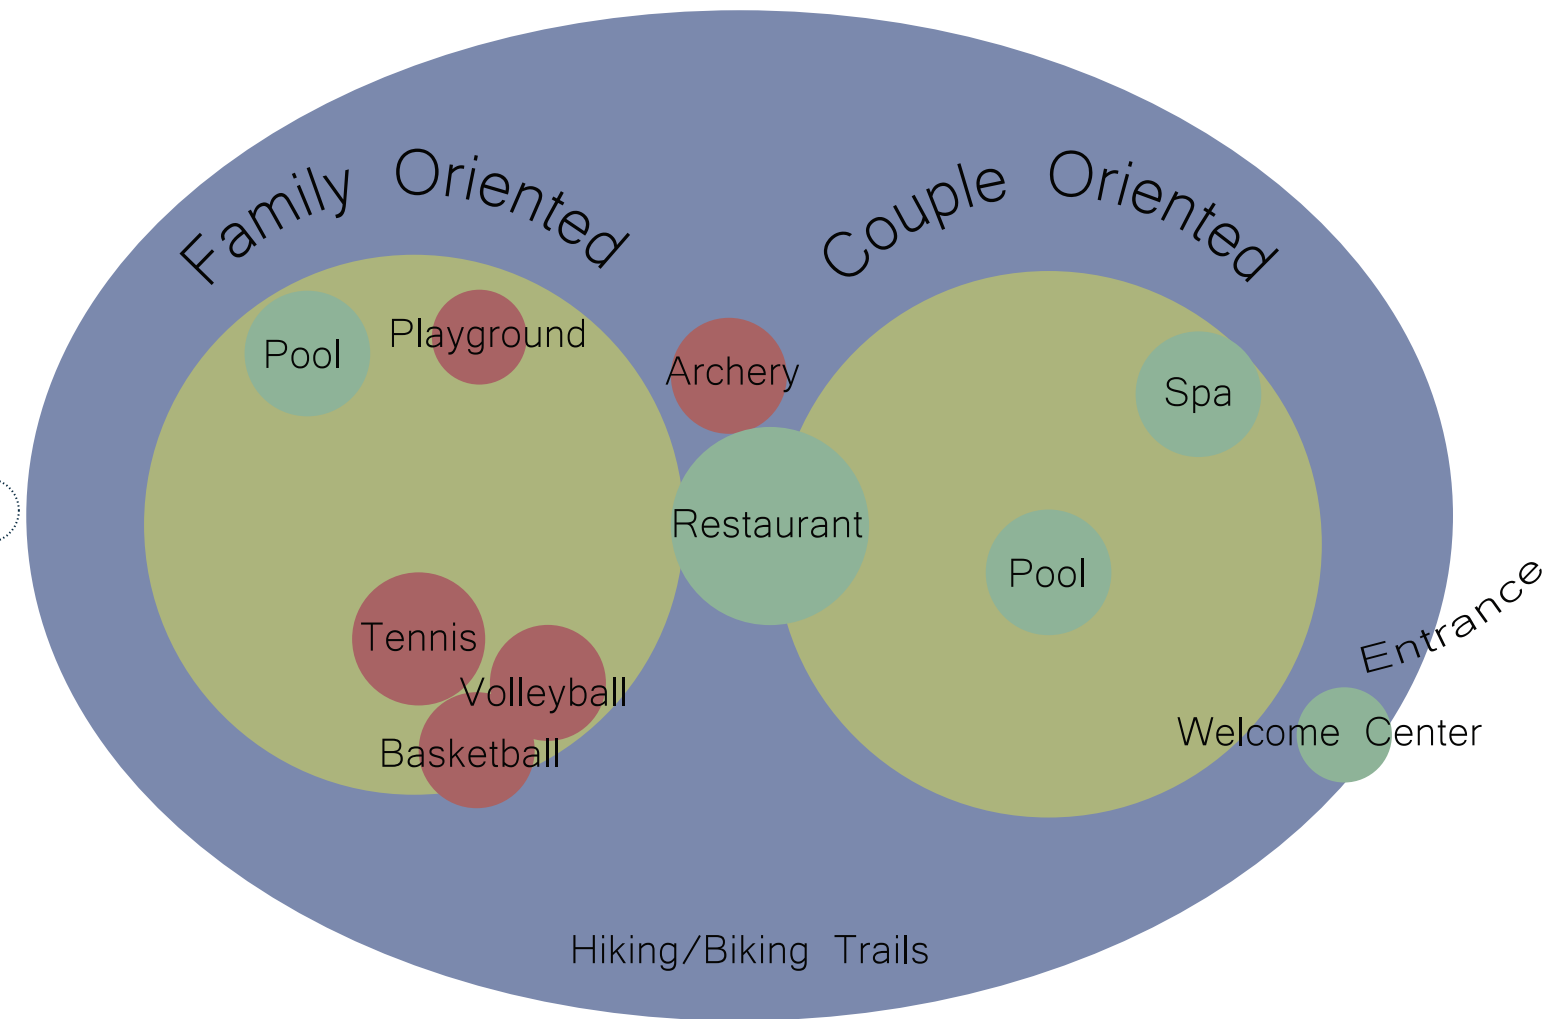 Family Oriented
Couple Oriented
Pool
Playground
Archery
Spa
Restaurant
Pool
Tennis
Volleyball
Basketball
Entrance
Welcome Center
Hiking/Biking Trails